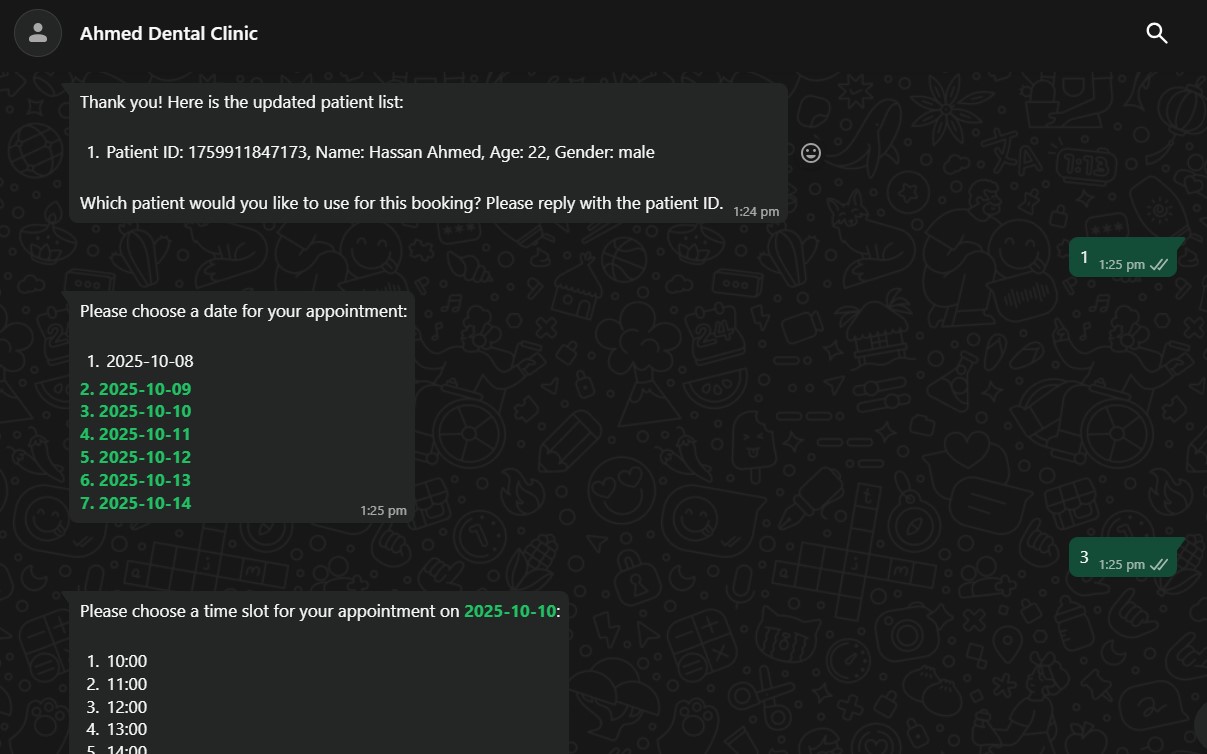 Ahmed Dental Clinic
Thank you! Here is the updated patient list:
1. Patient ID: 1759911847173, Name: Hassan Ahmed, Age: 22, Gender: male
Which patient would you like to use for this booking? Please reply with the patient ID.
1:24 pm
1
1:25 pm
Please choose a date for your appointment:
1. 2025-10-08
2. 2025-10-09
3. 2025-10-10
4. 2025-10-11
5. 2025-10-12
6. 2025-10-13
7. 2025-10-14
1:25 pm
3
1:25 pm
Please choose a time slot for your appointment on 2025-10-10:
1. 10:00
2. 11:00
3. 12:00
4. 13:00
5. 14:00